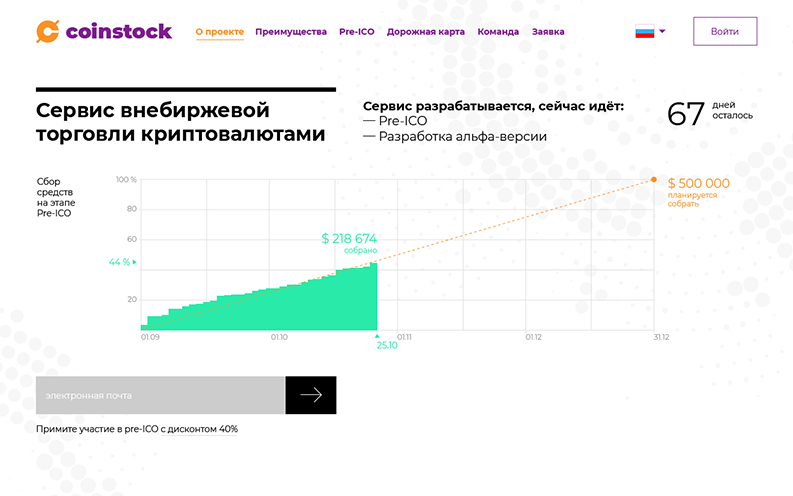 coinstock
О проекте Преимущества Pre-ICO Дорожная карта Команда Заявка
Войти
Сервис внебиржевой
торговли криптовалютами
Сервис разрабатывается, сейчас идёт:
— Pre-ICO
— Разработка альфа-версии
67 дней
осталось
Сбор
средств
на этапе
Pre-ICO
100 %
80
60
44 %
20
$ 218 674
собрано
$ 500 000
планируется
собрать
01.09 01.10 01.11 01.12 31.12
25.10
электронная почта
Примите участие в pre-ICO с дисконтом 40%